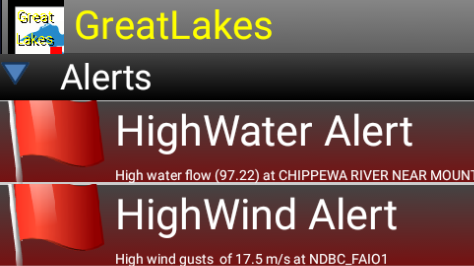 Great
Lakes
GreatLakes
Alerts
HighWater Alert
High water flow (97.22) at CHIPPEWA RIVER NEAR MOUNT
HighWind Alert
High wind gusts of 17.5 m/s at NDBC_FAIO1